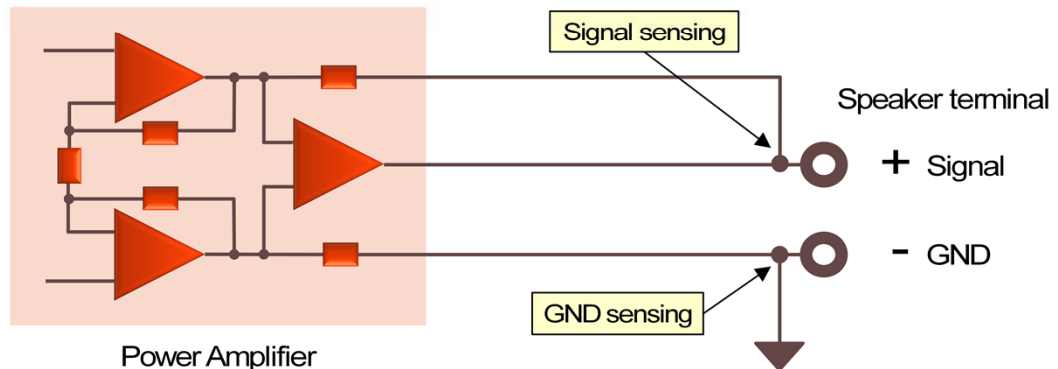 Signal sensing
Speaker terminal
+ Signal
- GND
GND sensing
Power Amplifier